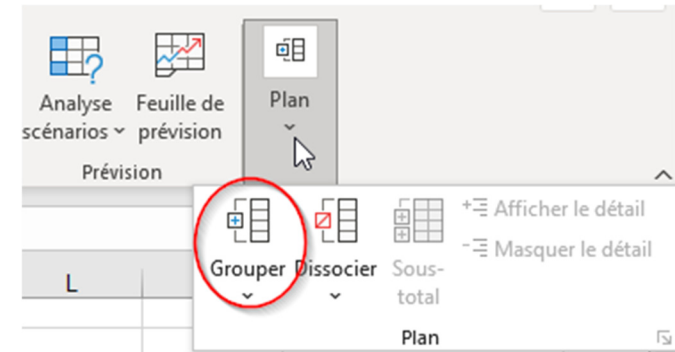 Analyse
scénarios
Feuille de
prévision
Plan
Prévision
Grouper
Dissocier
Sous-
total
Afficher le détail
Masquer le détail
L
Plan